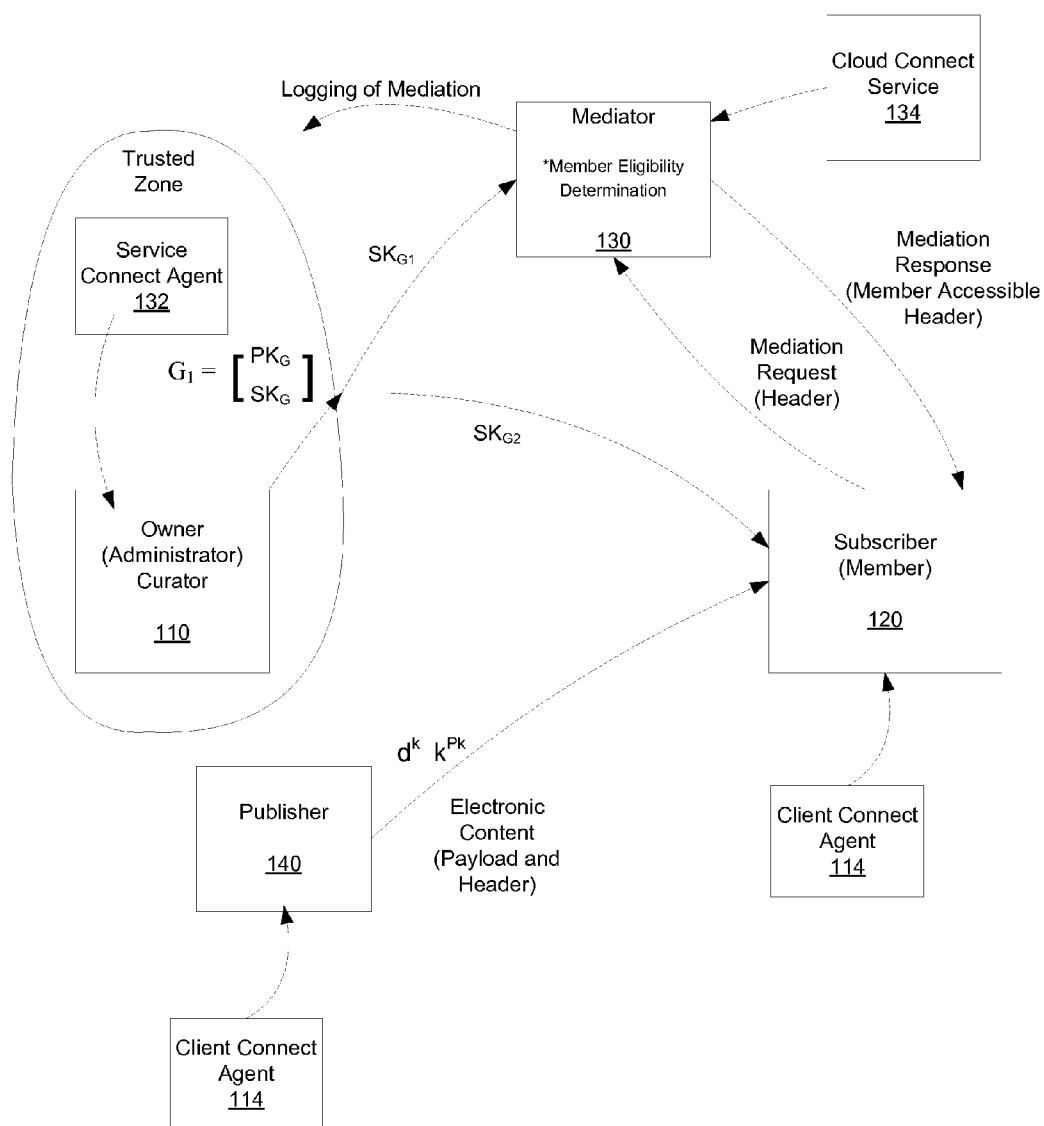 Cloud Connect
Service
134
Logging of Mediation
Mediator
*Member Eligibility
Determination
130
Trusted
Zone
Service
Connect Agent
132
SKG1
Mediation
Response
(Member Accessible
Header)
G1 = [ PKG
SKG ]
Mediation
Request
(Header)
SKG2
Owner
(Administrator)
Curator
110
Subscriber
(Member)
120
d^k k^Pk
Publisher
140
Electronic
Content
(Payload and
Header)
Client Connect
Agent
114
Client Connect
Agent
114